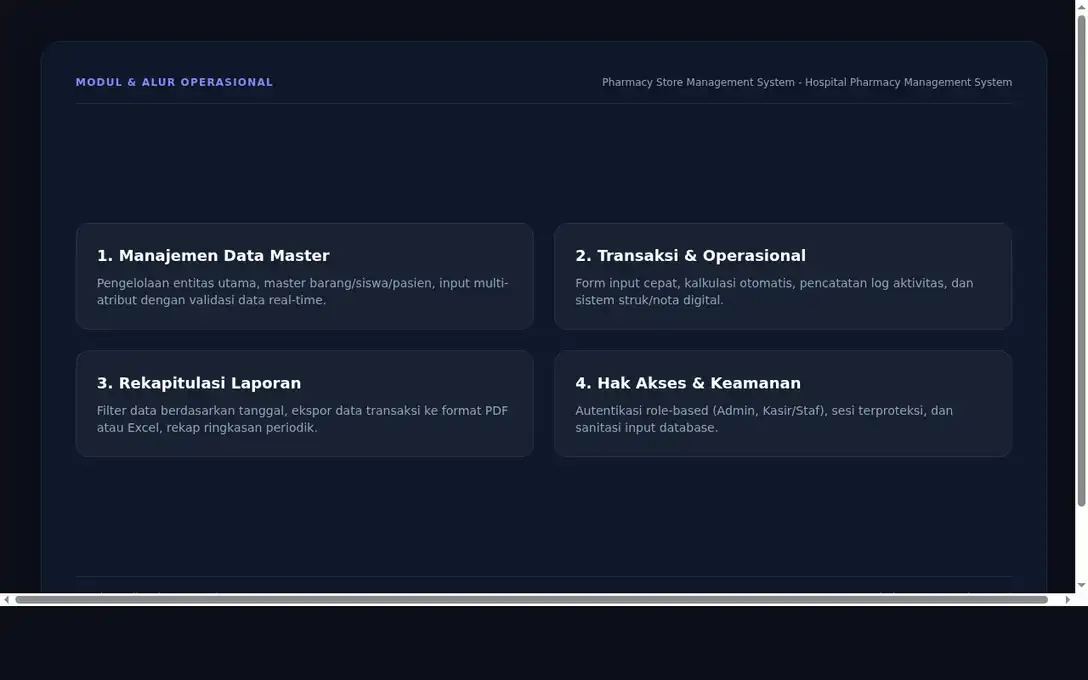 MODUL & ALUR OPERASIONAL
Pharmacy Store Management System - Hospital Pharmacy Management System
1. Manajemen Data Master
Pengelolaan entitas utama, master barang/siswa/pasien, input multi-
atribut dengan validasi data real-time.
2. Transaksi & Operasional
Form input cepat, kalkulasi otomatis, pencatatan log aktivitas, dan
sistem struk/nota digital.
3. Rekapitulasi Laporan
Filter data berdasarkan tanggal, ekspor data transaksi ke format PDF
atau Excel, rekap ringkasan periodik.
4. Hak Akses & Keamanan
Autentikasi role-based (Admin, Kasir/Staf), sesi terproteksi, dan
sanitasi input database.